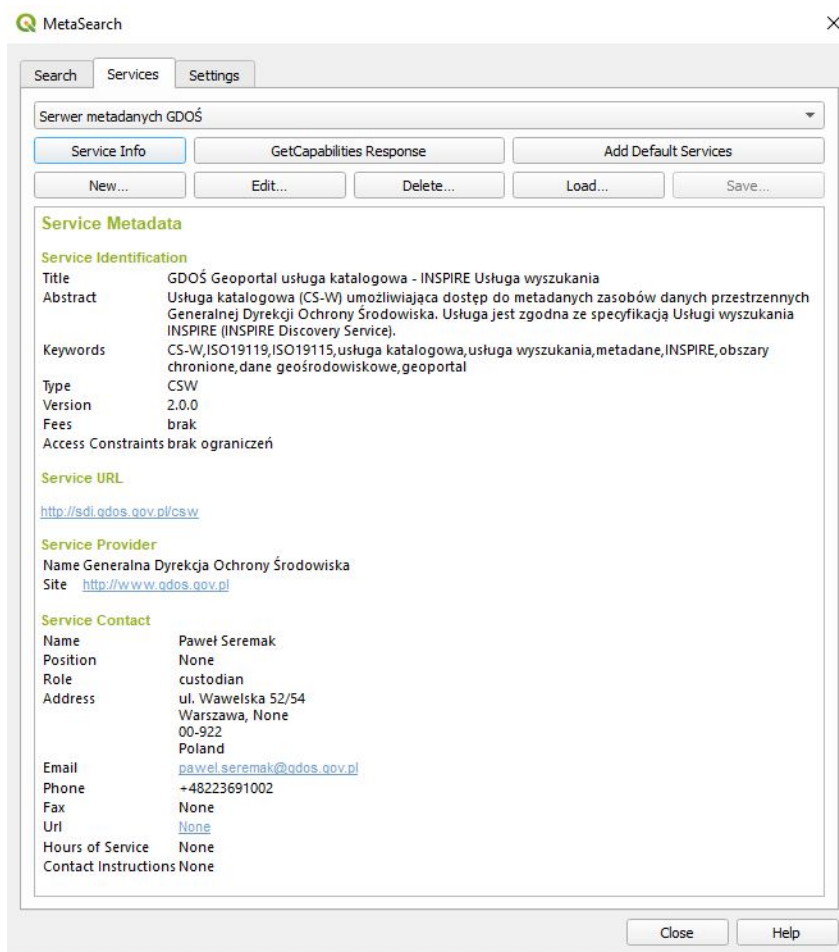 MetaSearch
Search Services Settings
Serwer metadanych GDOŚ
Service Info GetCapabilities Response Add Default Services
New... Edit... Delete... Load... Save...
Service Metadata
Service Identification
Title GDOŚ Geoportal usługa katalogowa - INSPIRE Usługa wyszukania
Abstract Usługa katalogowa (CS-W) umożliwiająca dostęp do metadanych zasobów danych przestrzennych
Generalnej Dyrekcji Ochrony Środowiska. Usługa jest zgodna ze specyfikacją Usługi wyszukania
INSPIRE (INSPIRE Discovery Service).
Keywords CS-W,ISO19119,ISO19115,usługa katalogowa,usługa wyszukania,metadane,INSPIRE,obszary
chronione,dane geośrodowiskowe,geoportal
Type CSW
Version 2.0.0
Fees brak
Access Constraints brak ograniczeń
Service URL
http://sdi.gdos.gov.pl/csw
Service Provider
Name Generalna Dyrekcja Ochrony Środowiska
Site http://www.gdos.gov.pl
Service Contact
Name Paweł Seremak
Position None
Role custodian
Address ul. Wawelska 52/54
Warszawa, None
00-922
Poland
Email pawel.seremak@gdos.gov.pl
Phone +48223691002
Fax None
Url None
Hours of Service None
Contact Instructions None
Close Help